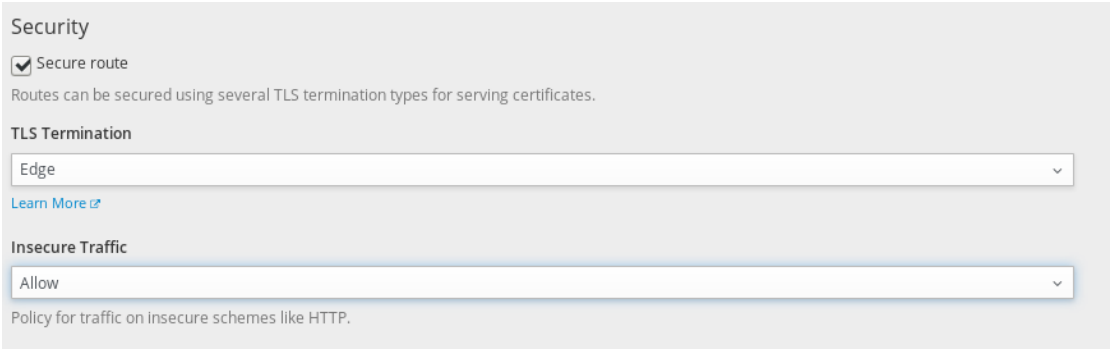 Security
Secure route
Routes can be secured using several TLS termination types for serving certificates.
TLS Termination
Edge
Learn More
Insecure Traffic
Allow
Policy for traffic on insecure schemes like HTTP.